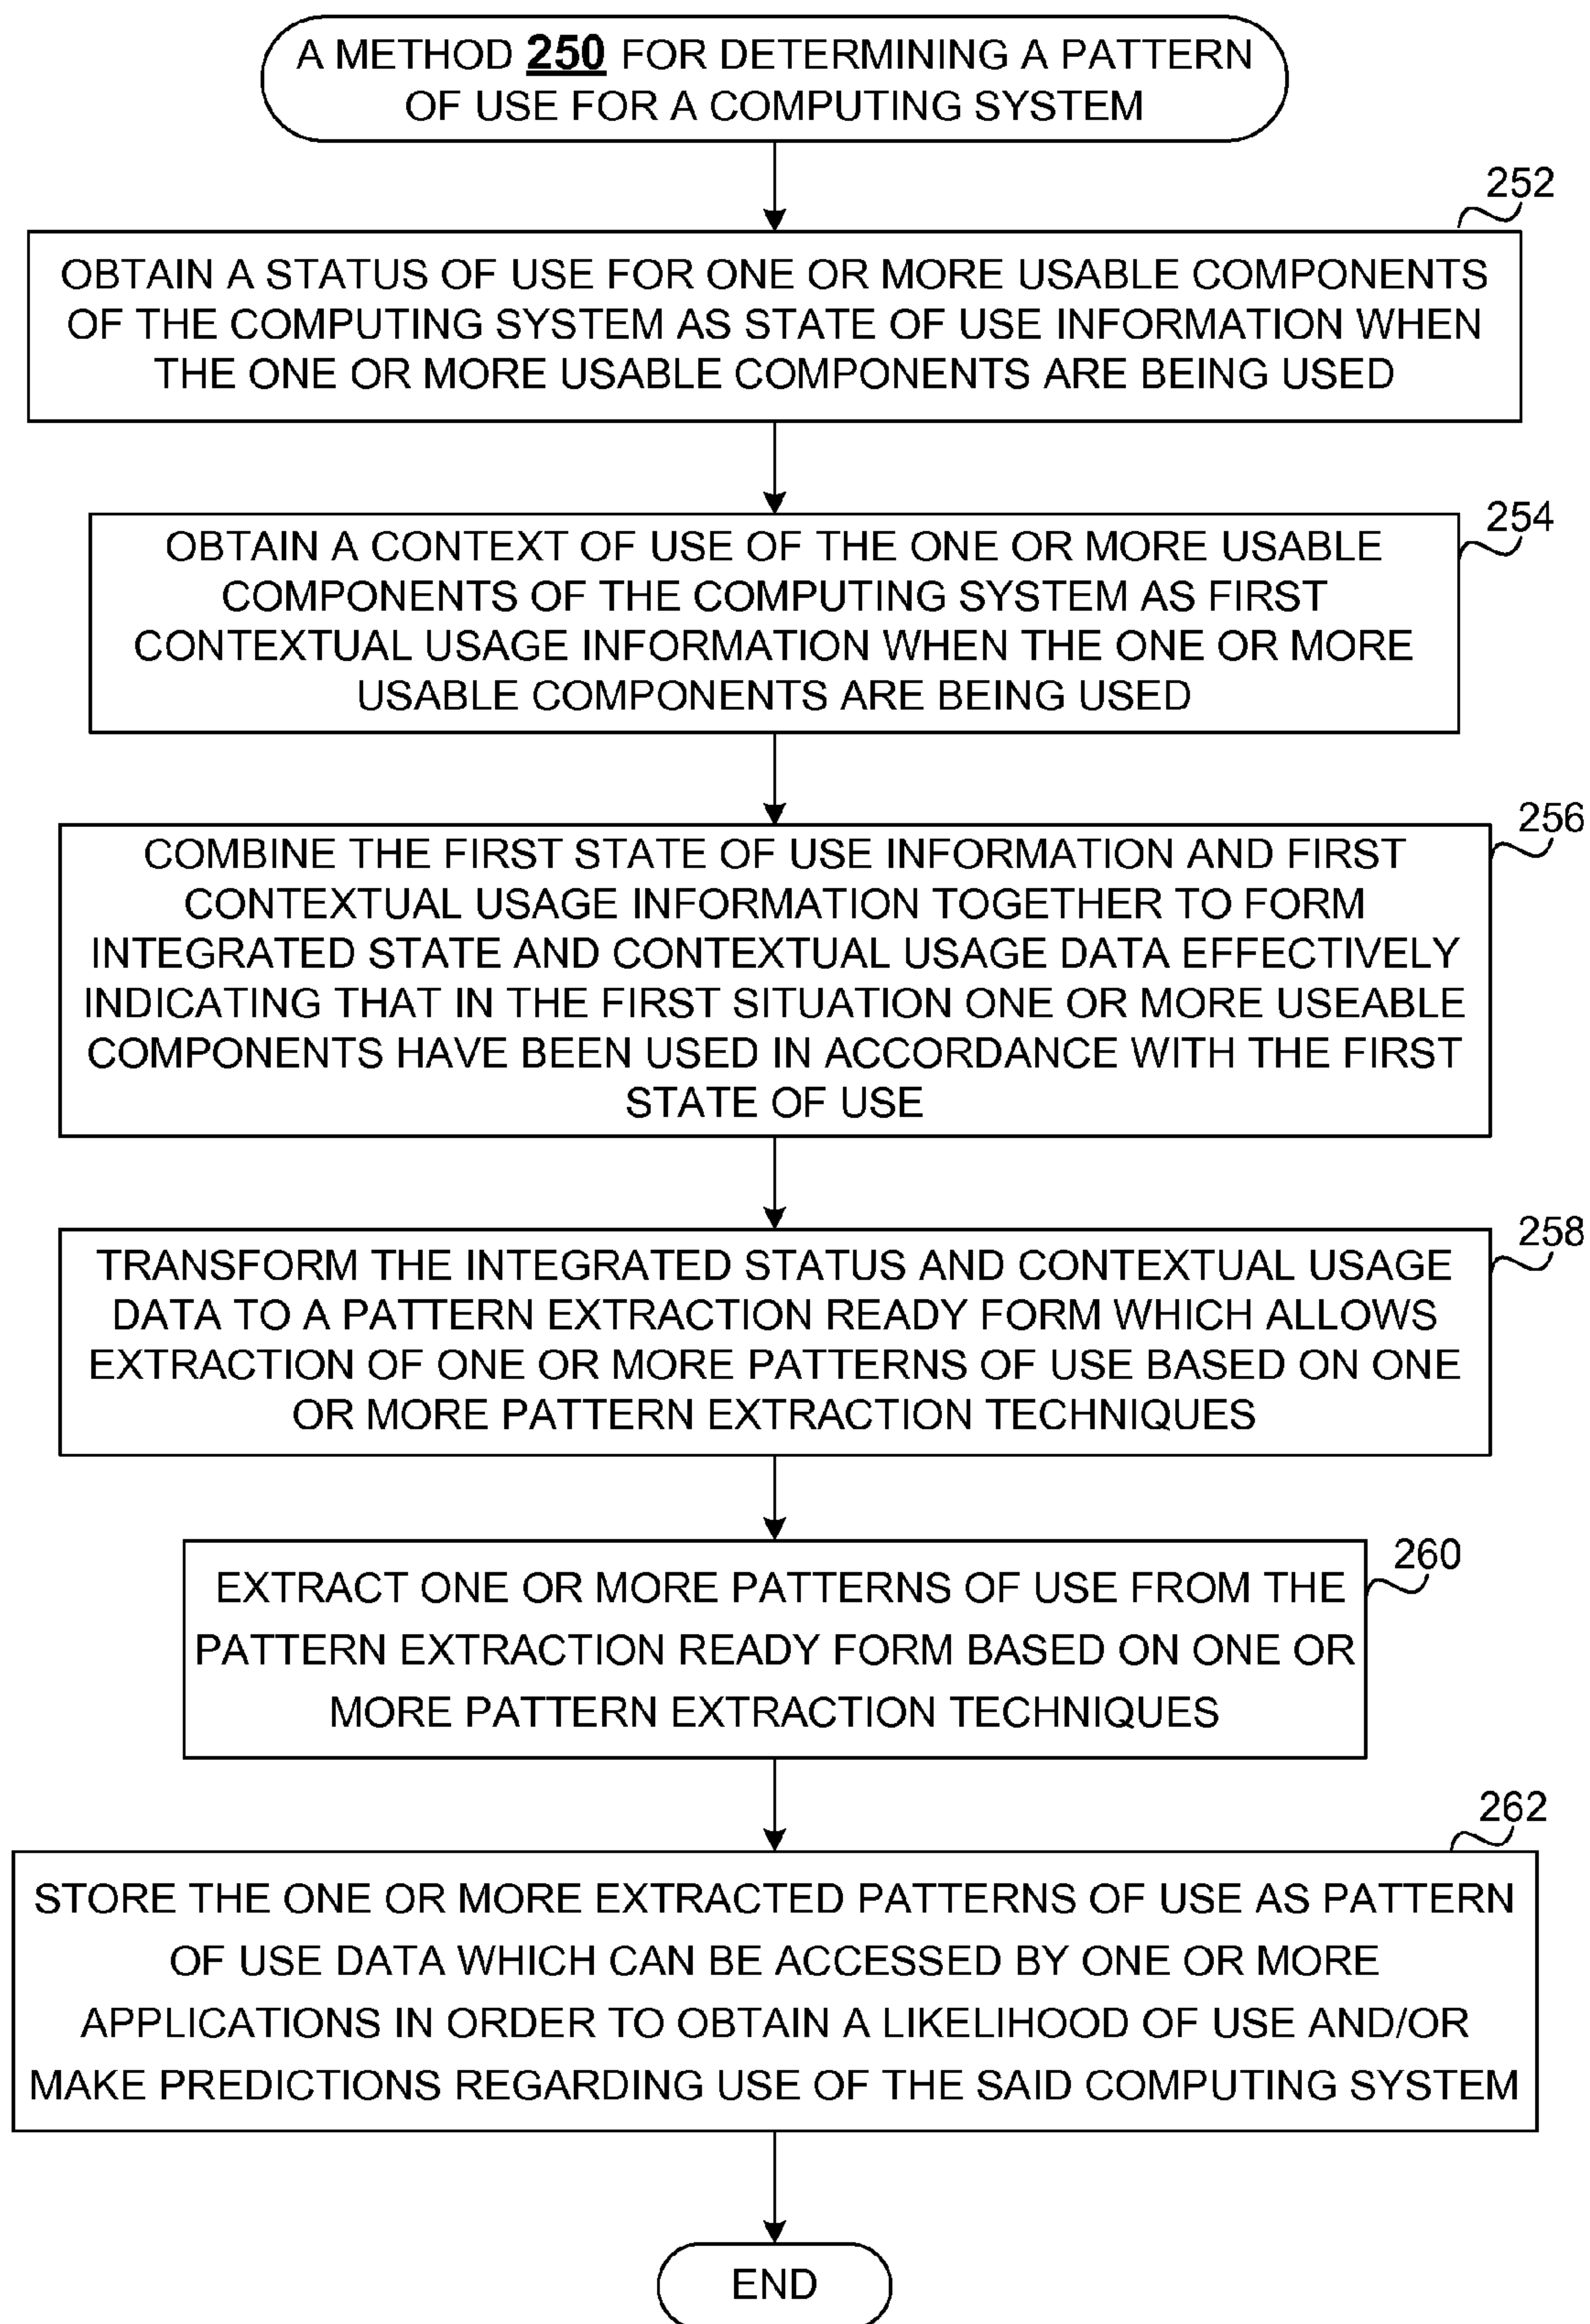 A METHOD 250 FOR DETERMINING A PATTERN
OF USE FOR A COMPUTING SYSTEM
252
OBTAIN A STATUS OF USE FOR ONE OR MORE USABLE COMPONENTS
OF THE COMPUTING SYSTEM AS STATE OF USE INFORMATION WHEN
THE ONE OR MORE USABLE COMPONENTS ARE BEING USED
254
OBTAIN A CONTEXT OF USE OF THE ONE OR MORE USABLE
COMPONENTS OF THE COMPUTING SYSTEM AS FIRST
CONTEXTUAL USAGE INFORMATION WHEN THE ONE OR MORE
USABLE COMPONENTS ARE BEING USED
256
COMBINE THE FIRST STATE OF USE INFORMATION AND FIRST
CONTEXTUAL USAGE INFORMATION TOGETHER TO FORM
INTEGRATED STATE AND CONTEXTUAL USAGE DATA EFFECTIVELY
INDICATING THAT IN THE FIRST SITUATION ONE OR MORE USEABLE
COMPONENTS HAVE BEEN USED IN ACCORDANCE WITH THE FIRST
STATE OF USE
258
TRANSFORM THE INTEGRATED STATUS AND CONTEXTUAL USAGE
DATA TO A PATTERN EXTRACTION READY FORM WHICH ALLOWS
EXTRACTION OF ONE OR MORE PATTERNS OF USE BASED ON ONE
OR MORE PATTERN EXTRACTION TECHNIQUES
260
EXTRACT ONE OR MORE PATTERNS OF USE FROM THE
PATTERN EXTRACTION READY FORM BASED ON ONE OR
MORE PATTERN EXTRACTION TECHNIQUES
262
STORE THE ONE OR MORE EXTRACTED PATTERNS OF USE AS PATTERN
OF USE DATA WHICH CAN BE ACCESSED BY ONE OR MORE
APPLICATIONS IN ORDER TO OBTAIN A LIKELIHOOD OF USE AND/OR
MAKE PREDICTIONS REGARDING USE OF THE SAID COMPUTING SYSTEM
END